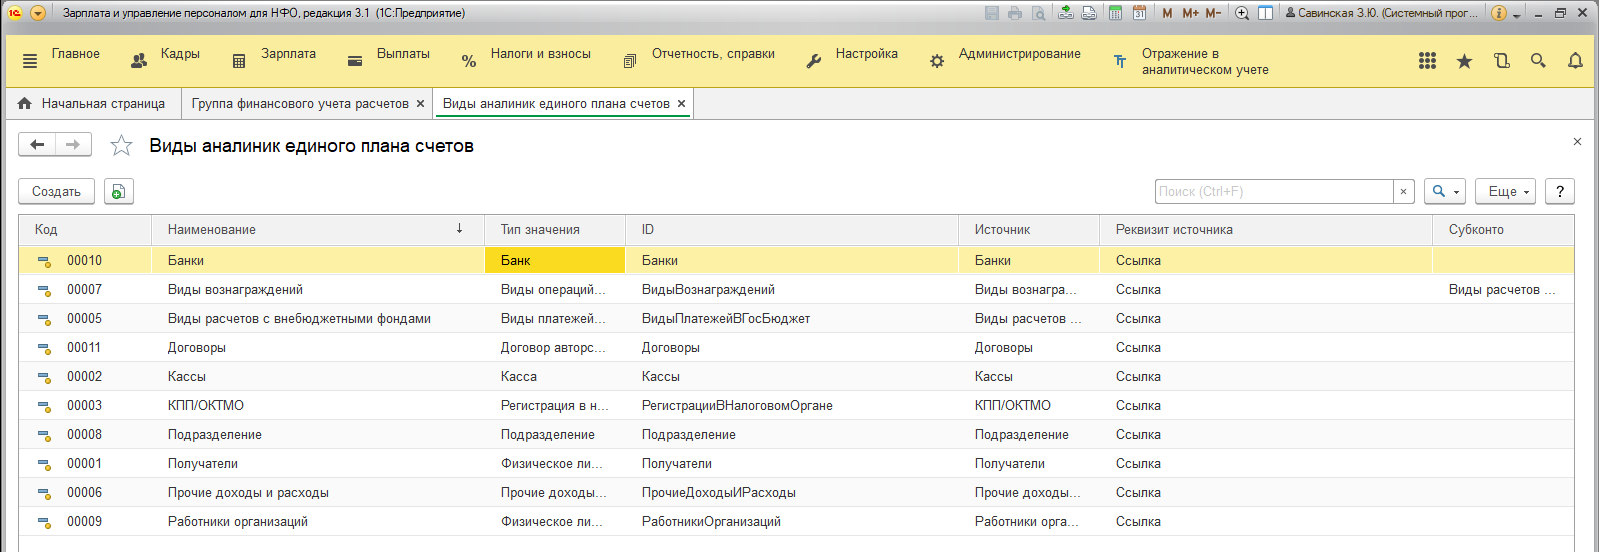 Зарплата и управление персоналом для НФО, редакция 3.1 (1С:Предприятие)
M M+ M- Савинская З.Ю. (Системный прог...
Главное Кадры Зарплата Выплаты Налоги и взносы Отчетность, справки Настройка Администрирование Отражение в
аналитическом учете
Начальная страница Группа финансового учета расчетов × Виды аналиник единого плана счетов ×
Виды аналиник единого плана счетов
Создать Поиск (Ctrl+F) × Еще ?
Код Наименование Тип значения ID Источник Реквизит источника Субконто
00010 Банки Банк Банки Банки Ссылка
00007 Виды вознаграждений Виды операций... ВидыВознаграждений Виды вознагра... Ссылка Виды расчетов ...
00005 Виды расчетов с внебюджетными фондами Виды платежей... ВидыПлатежейВГосБюджет Виды расчетов ... Ссылка
00011 Договоры Договор авторс... Договоры Договоры Ссылка
00002 Кассы Касса Кассы Кассы Ссылка
00003 КПП/ОКТМО Регистрация в н... РегистрацииВНалоговомОргане КПП/ОКТМО Ссылка
00008 Подразделение Подразделение Подразделение Подразделение Ссылка
00001 Получатели Физическое ли... Получатели Получатели Ссылка
00006 Прочие доходы и расходы Прочие доходы... ПрочиеДоходыИРасходы Прочие доходы... Ссылка
00009 Работники организаций Физическое ли... РаботникиОрганизаций Работники орга... Ссылка